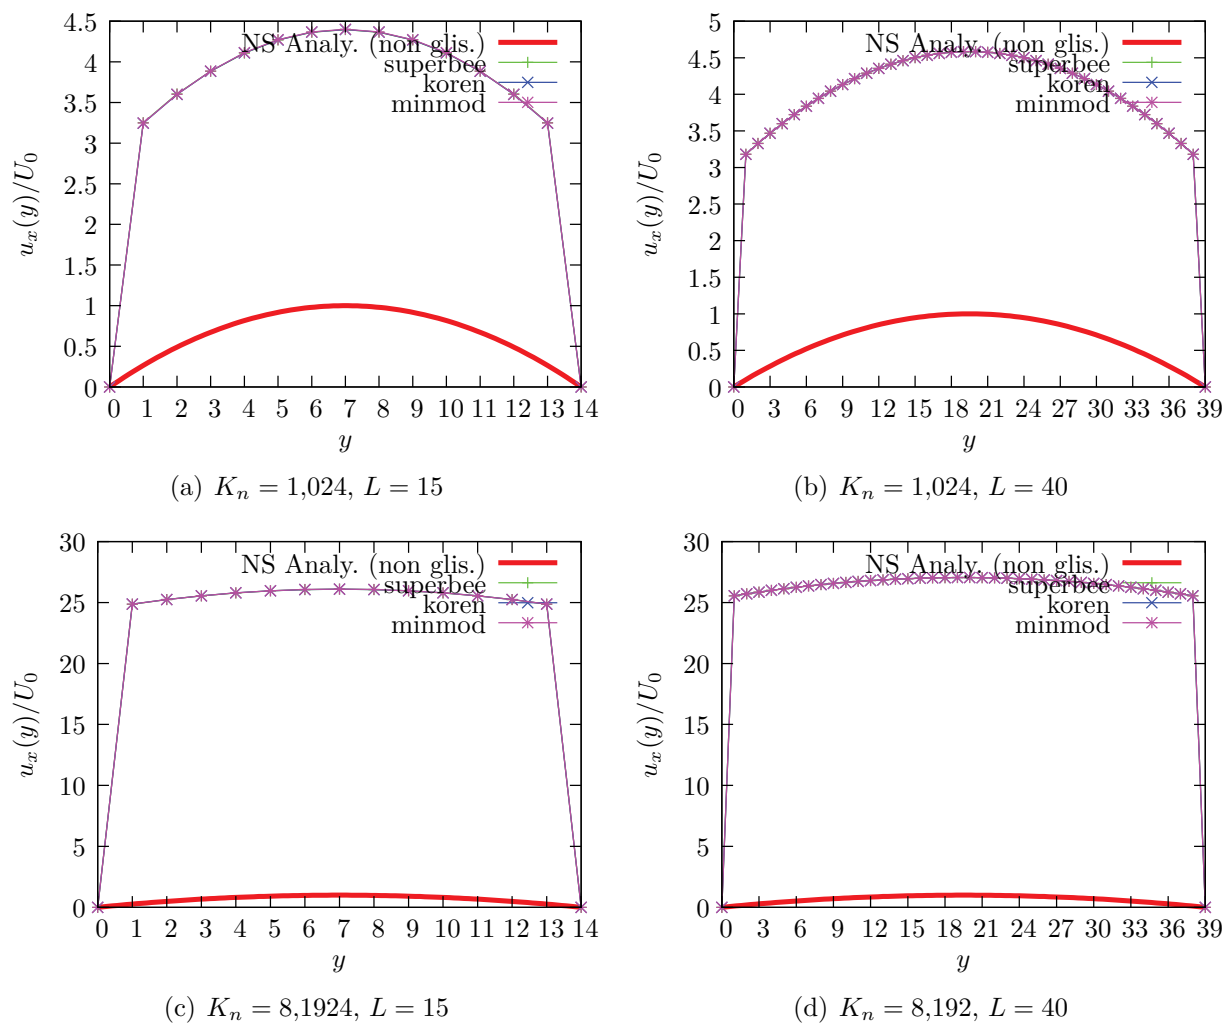 4.5
4
3.5
3
2.5
2
1.5
1
0.5
0
u_x(y)/U_0
NS Analy. (non glis.)
superbee
koren
minmod
0 1 2 3 4 5 6 7 8 9 10 11 12 13 14
y
(a) K_n = 1,024, L = 15
5
4.5
4
3.5
3
2.5
2
1.5
1
0.5
0
u_x(y)/U_0
NS Analy. (non glis.)
superbee
koren
minmod
0 3 6 9 12 15 18 21 24 27 30 33 36 39
y
(b) K_n = 1,024, L = 40
30
25
20
15
10
5
0
u_x(y)/U_0
NS Analy. (non glis.)
superbee
koren
minmod
0 1 2 3 4 5 6 7 8 9 10 11 12 13 14
y
(c) K_n = 8,1924, L = 15
30
25
20
15
10
5
0
u_x(y)/U_0
NS Analy. (non glis.)
superbee
koren
minmod
0 3 6 9 12 15 18 21 24 27 30 33 36 39
y
(d) K_n = 8,192, L = 40